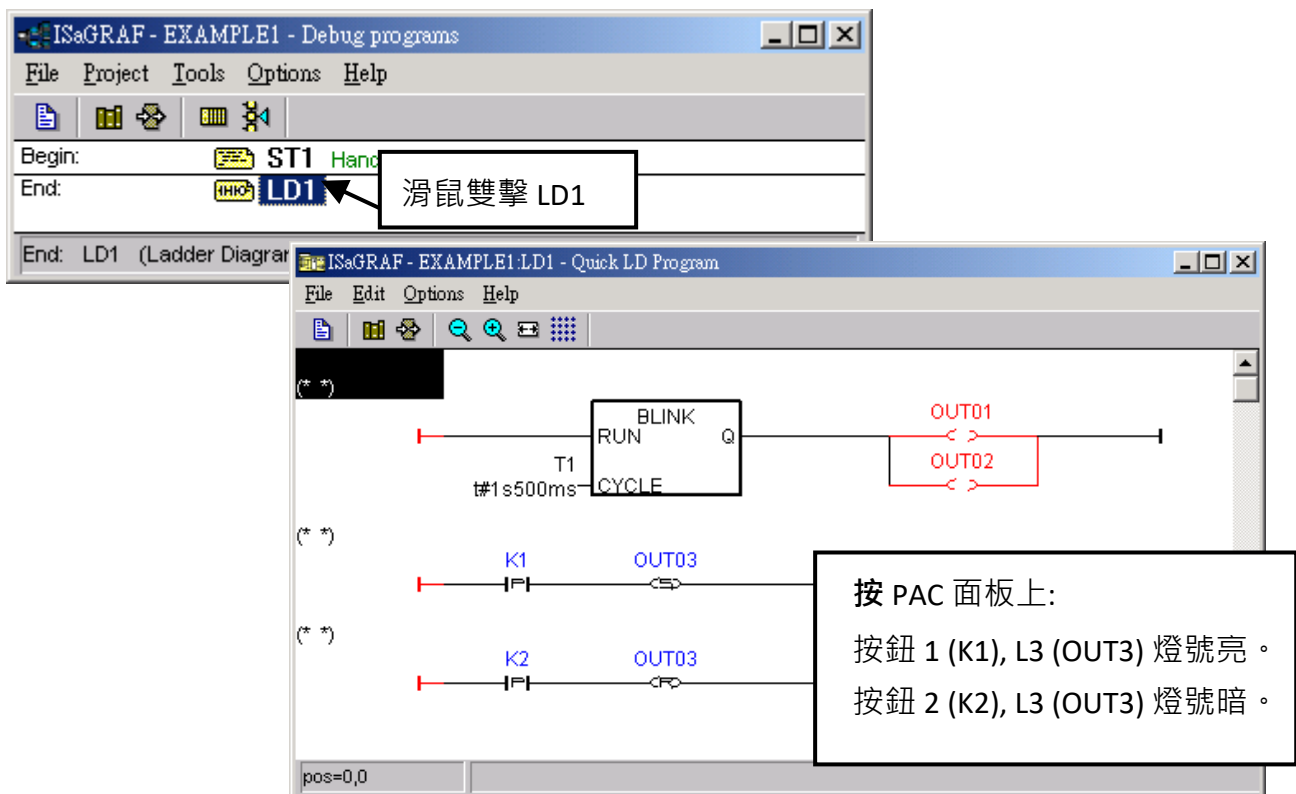 ISaGRAF - EXAMPLE1 - Debug programs
File Project Tools Options Help
Begin: ST1 Hand
End: LD1
滑鼠雙擊 LD1
End: LD1 (Ladder Diagram
ISaGRAF - EXAMPLE1:LD1 - Quick LD Program
File Edit Options Help
(* *)
BLINK
RUN Q
T1
t#1s500ms
CYCLE
OUT01
OUT02
(* *)
K1 OUT03
P S
(* *)
K2 OUT03
P R
按 PAC 面板上:
按鈕 1 (K1), L3 (OUT3) 燈號亮。
按鈕 2 (K2), L3 (OUT3) 燈號暗。
pos=0,0